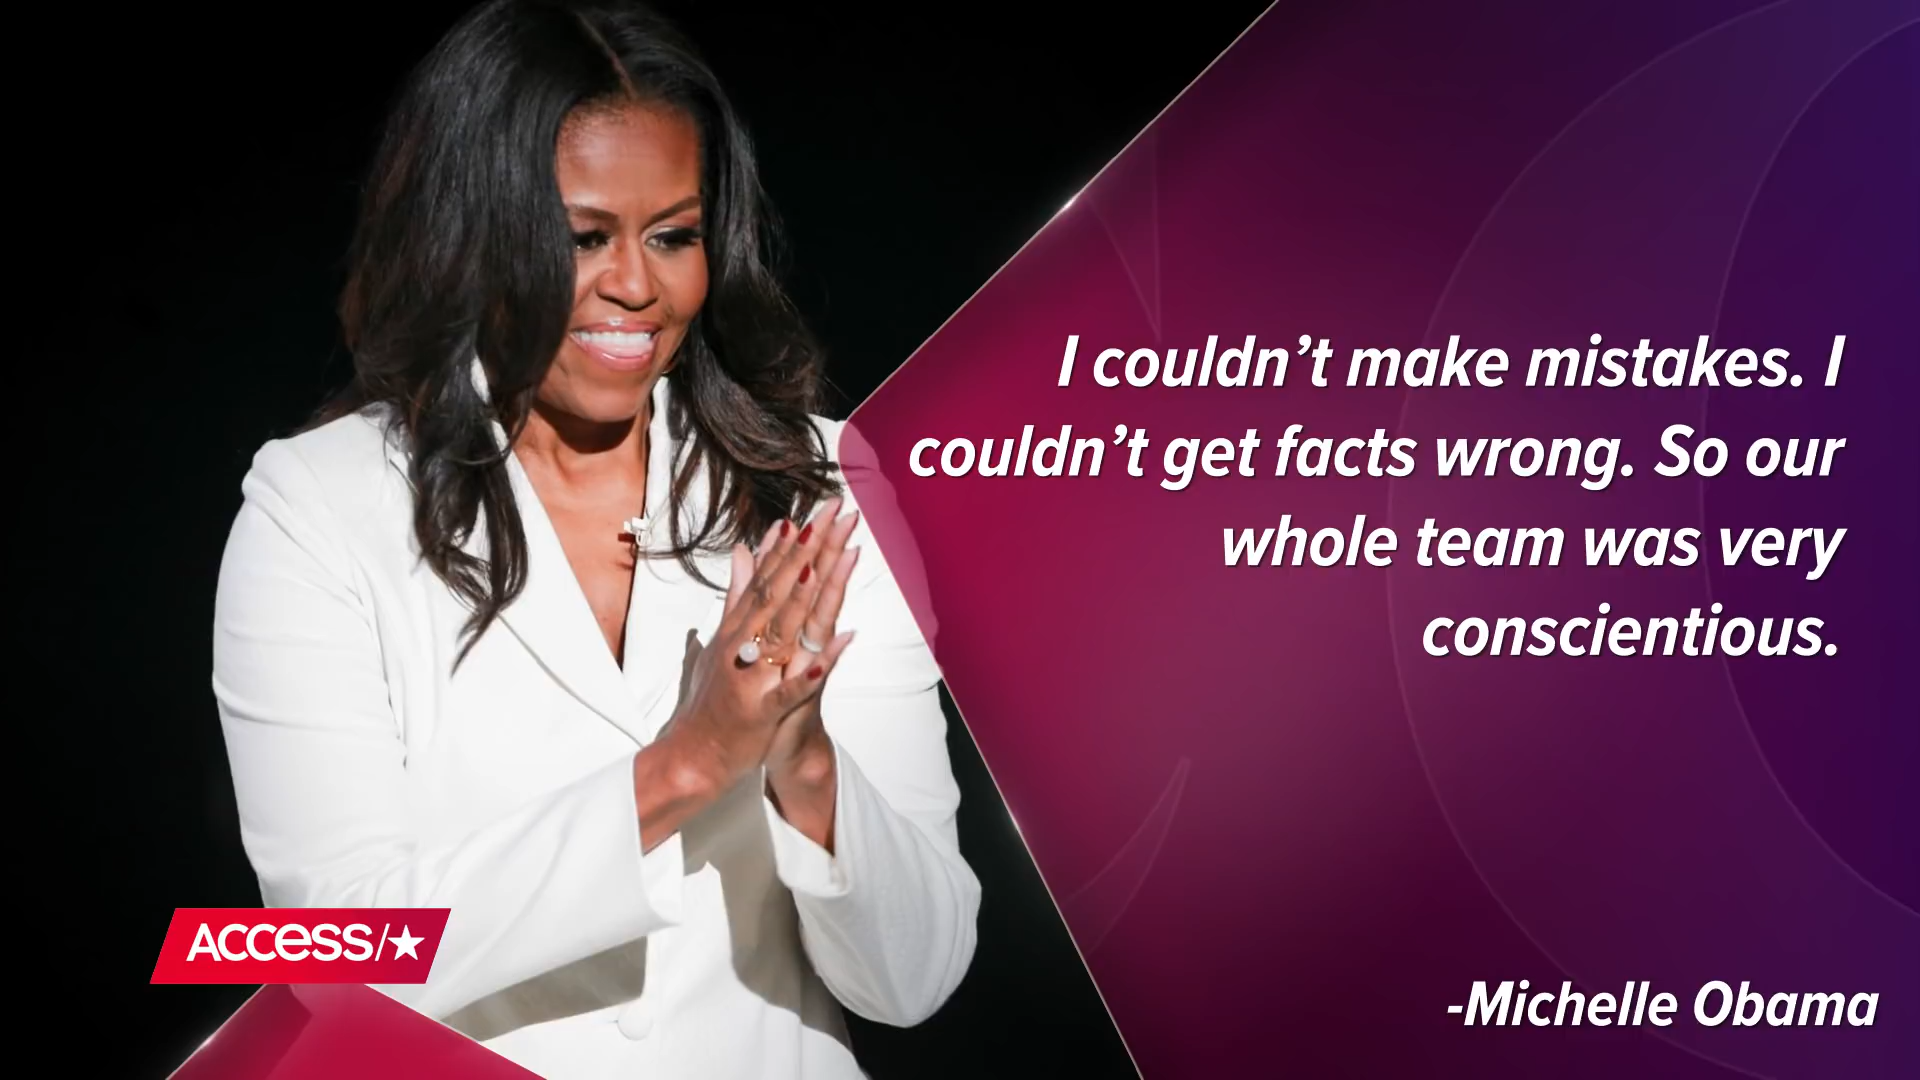 I couldn’t make mistakes. I
couldn’t get facts wrong. So our
whole team was very
conscientious.
ACCESS/★
-Michelle Obama